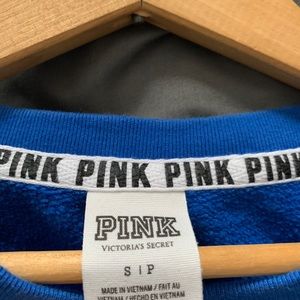 PINK PINK PINK PINK
PINK
VICTORIA'S SECRET
S | P
MADE IN VIETNAM / FAIT AU
VIETNAM / HECHO EN VIETNAM